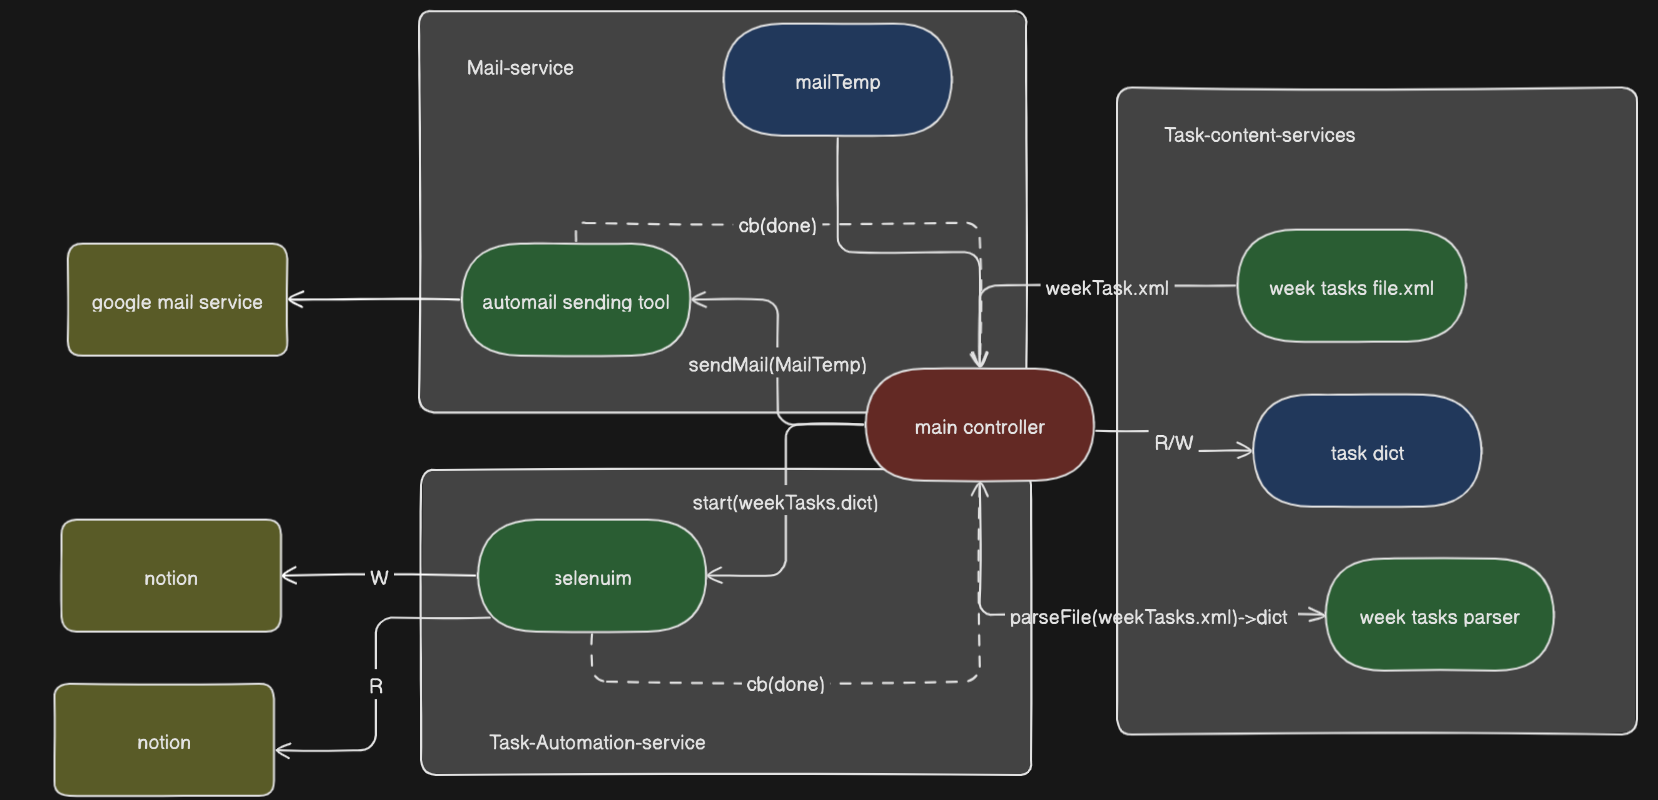 Mail-service
mailTemp
Task-content-services
cb(done)
google mail service
automail sending tool
weekTask.xml
week tasks file.xml
sendMail(MailTemp)
main controller
R/W
task dict
start(weekTasks.dict)
notion
W
selenuim
parseFile(weekTasks.xml)->dict
week tasks parser
R
cb(done)
notion
Task-Automation-service